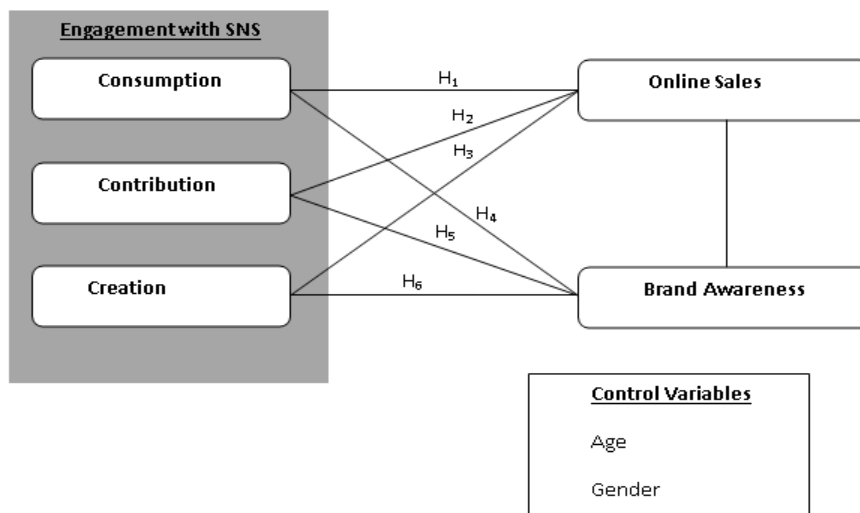 Engagement with SNS
Consumption
Contribution
Creation
H₁
H₂
H₃
H₄
H₅
H₆
Online Sales
Brand Awareness
Control Variables
Age
Gender